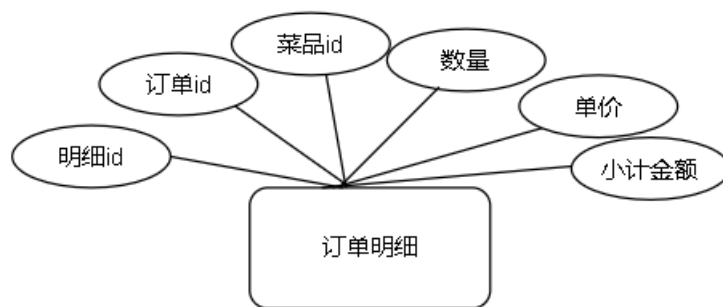 菜品id
数量
订单id
单价
明细id
小计金额
订单明细